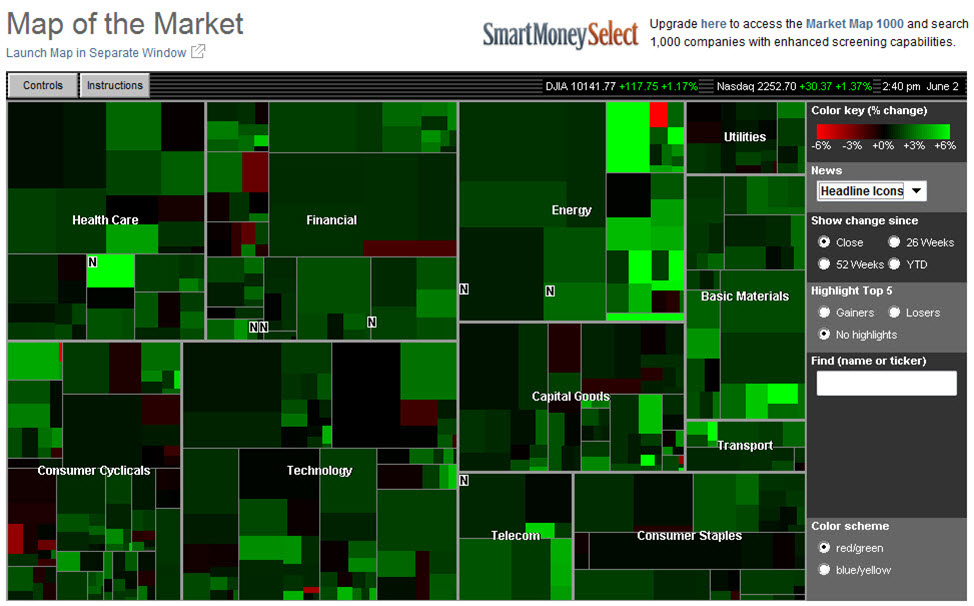 Map of the Market
Launch Map in Separate Window
SmartMoneySelect
Upgrade here to access the Market Map 1000 and search
1,000 companies with enhanced screening capabilities.
Controls
Instructions
DJIA 10141.77 +117.75 +1.17%
Nasdaq 2252.70 +30.37 +1.37%
2:40 pm June 2
Health Care
N
Financial
N N
N
Energy
N
N
Utilities
Basic Materials
Capital Goods
Transport
Consumer Cyclicals
Technology
N
Telecom
Consumer Staples
Color key (% change)
-6% -3% +0% +3% +6%
News
Headline Icons
Show change since
Close 26 Weeks
52 Weeks YTD
Highlight Top 5
Gainers Losers
No highlights
Find (name or ticker)
Color scheme
red/green
blue/yellow